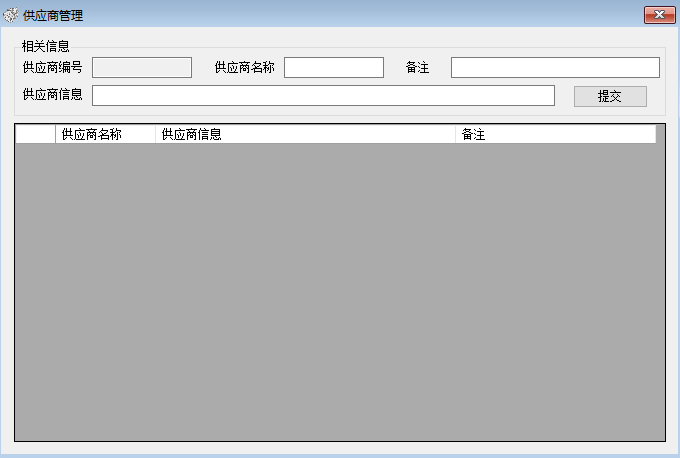 供应商管理
相关信息
供应商编号 供应商名称 备注
供应商信息 提交
供应商名称 供应商信息 备注